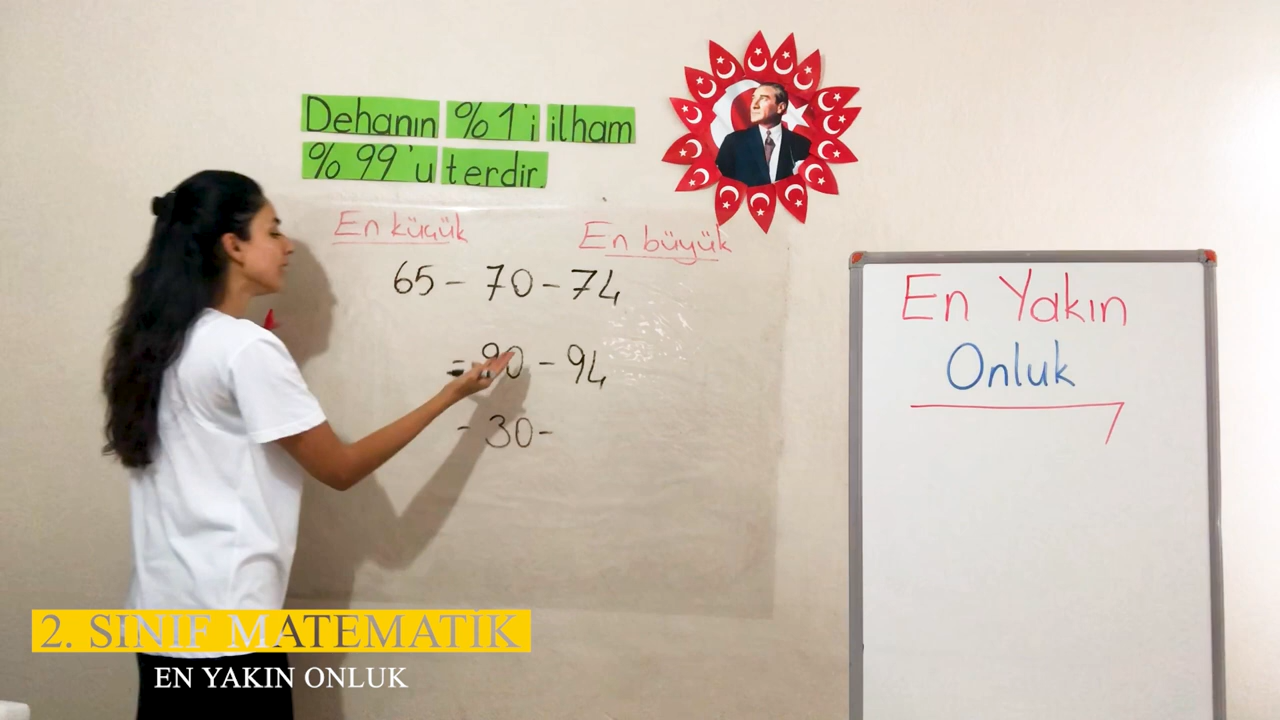 Dehanın %1'i ilham
%99'u terdir.
En küçük En büyük
65 - 70 - 74
- 90 - 94
- 30 -
En Yakın
Onluk
2. SINIF MATEMATİK
EN YAKIN ONLUK